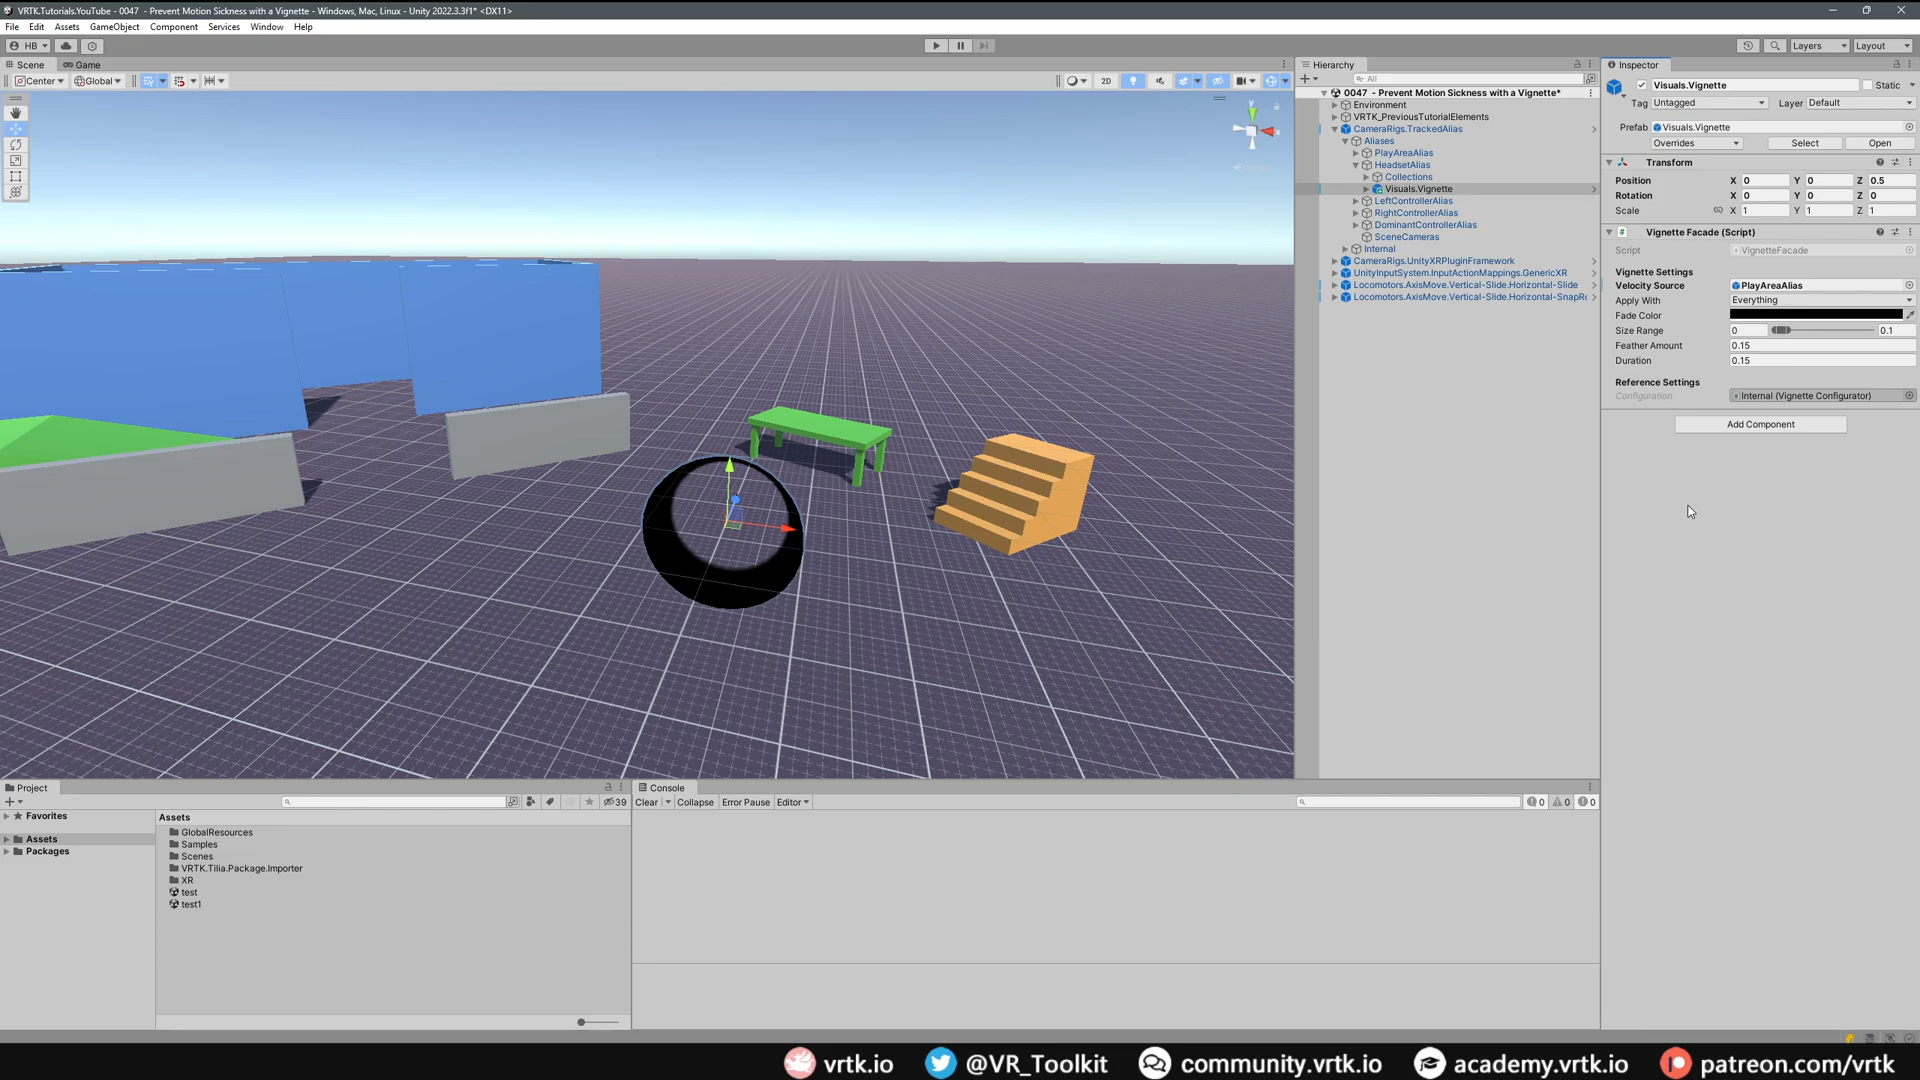 VRTK.Tutorials.YouTube - 0047 - Prevent Motion Sickness with a Vignette - Windows, Mac, Linux - Unity 2022.3.3f1* <DX11>
File Edit Assets GameObject Component Services Window Help
HB Layers Layout
Scene Game
Center Global 2D
y
x
Hierarchy
All
0047 - Prevent Motion Sickness with a Vignette*
Environment
VRTK_PreviousTutorialElements
CameraRigs.TrackedAlias
Aliases
PlayAreaAlias
HeadsetAlias
Collections
Visuals.Vignette
LeftControllerAlias
RightControllerAlias
DominantControllerAlias
SceneCameras
Internal
CameraRigs.UnityXRPluginFramework
UnityInputSystem.InputActionMappings.GenericXR
Locomotors.AxisMove.Vertical-Slide.Horizontal-Slide
Locomotors.AxisMove.Vertical-Slide.Horizontal-SnapRo
Inspector
Visuals.Vignette Static
Tag Untagged Layer Default
Prefab Visuals.Vignette
Overrides Select Open
Transform
Position X 0 Y 0 Z 0.5
Rotation X 0 Y 0 Z 0
Scale X 1 Y 1 Z 1
Vignette Facade (Script)
Script VignetteFacade
Vignette Settings
Velocity Source PlayAreaAlias
Apply With Everything
Fade Color
Size Range 0 0.1
Feather Amount 0.15
Duration 0.15
Reference Settings
Configuration Internal (Vignette Configurator)
Add Component
Project
39
Favorites
Assets
Packages
Assets
GlobalResources
Samples
Scenes
VRTK.Tilia.Package.Importer
XR
test
test1
Console
Clear Collapse Error Pause Editor 0 0 0
vrtk.io @VR_Toolkit community.vrtk.io academy.vrtk.io patreon.com/vrtk